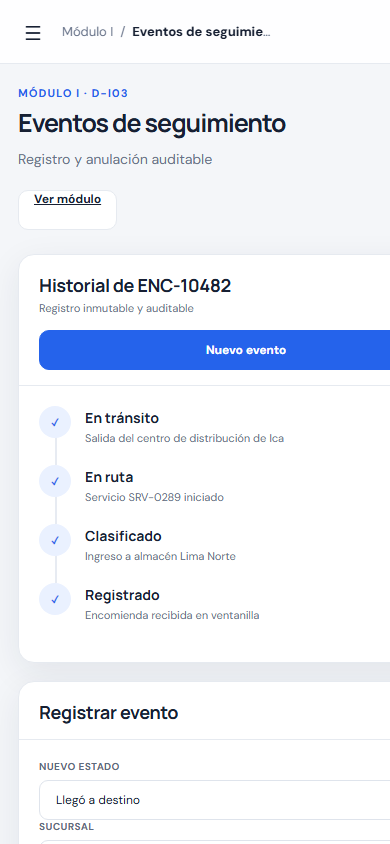 Módulo I / Eventos de seguimie...
MÓDULO I · D-I03
Eventos de seguimiento
Registro y anulación auditable
Ver módulo
Historial de ENC-10482
Registro inmutable y auditable
Nuevo evento
En tránsito
Salida del centro de distribución de Ica
En ruta
Servicio SRV-0289 iniciado
Clasificado
Ingreso a almacén Lima Norte
Registrado
Encomienda recibida en ventanilla
Registrar evento
NUEVO ESTADO
Llegó a destino
SUCURSAL